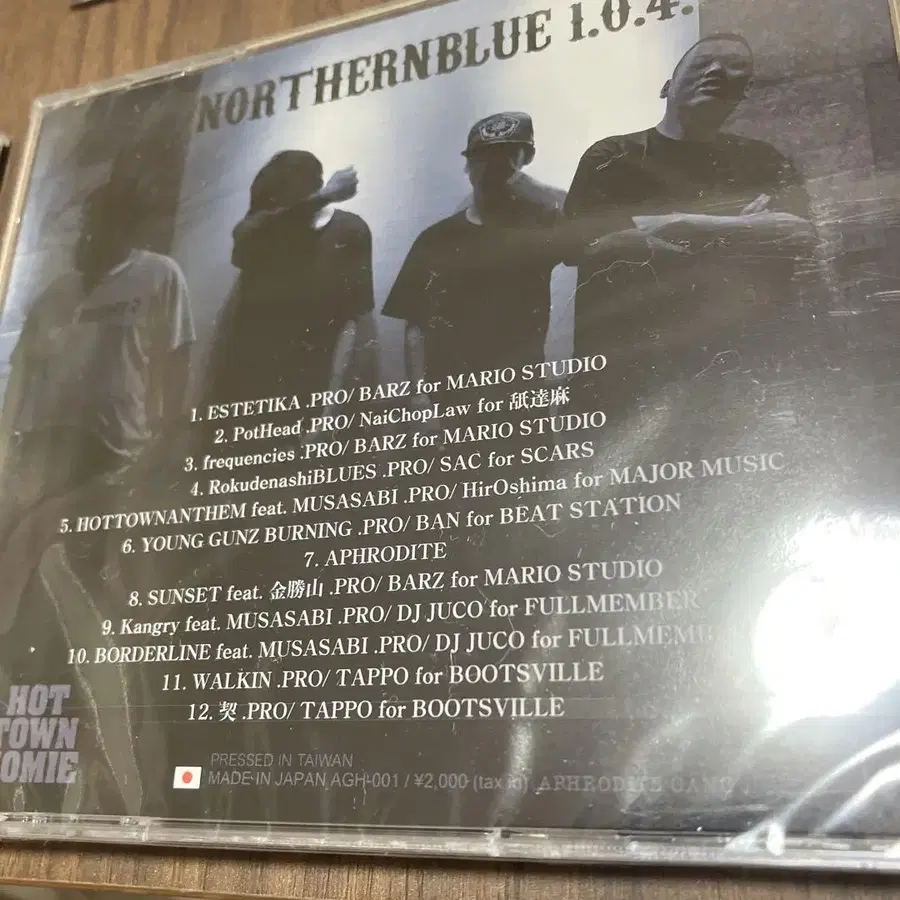 NORTHERNBLUE 1.0.4.
1. ESTETIKA .PRO/ BARZ for MARIO STUDIO
2. PotHead .PRO/ NaiChopLaw for 舐達麻
3. frequencies .PRO/ BARZ for MARIO STUDIO
4. RokudenashiBLUES .PRO/ SAC for SCARS
5. HOTTOWNANTHEM feat. MUSASABI .PRO/ HirOshima for MAJOR MUSIC
6. YOUNG GUNZ BURNING .PRO/ BAN for BEAT STATION
7. APHRODITE
8. SUNSET feat. 金勝山 .PRO/ BARZ for MARIO STUDIO
9. Kangry feat. MUSASABI .PRO/ DJ JUCO for FULLMEMBER
10. BORDERLINE feat. MUSASABI .PRO/ DJ JUCO for FULLMEMB
11. WALKIN .PRO/ TAPPO for BOOTSVILLE
12. 契 .PRO/ TAPPO for BOOTSVILLE
HOT
TOWN
OMIE
PRESSED IN TAIWAN
MADE IN JAPAN AGH-001 / ¥2,000 (tax in) APHRODITE GANG